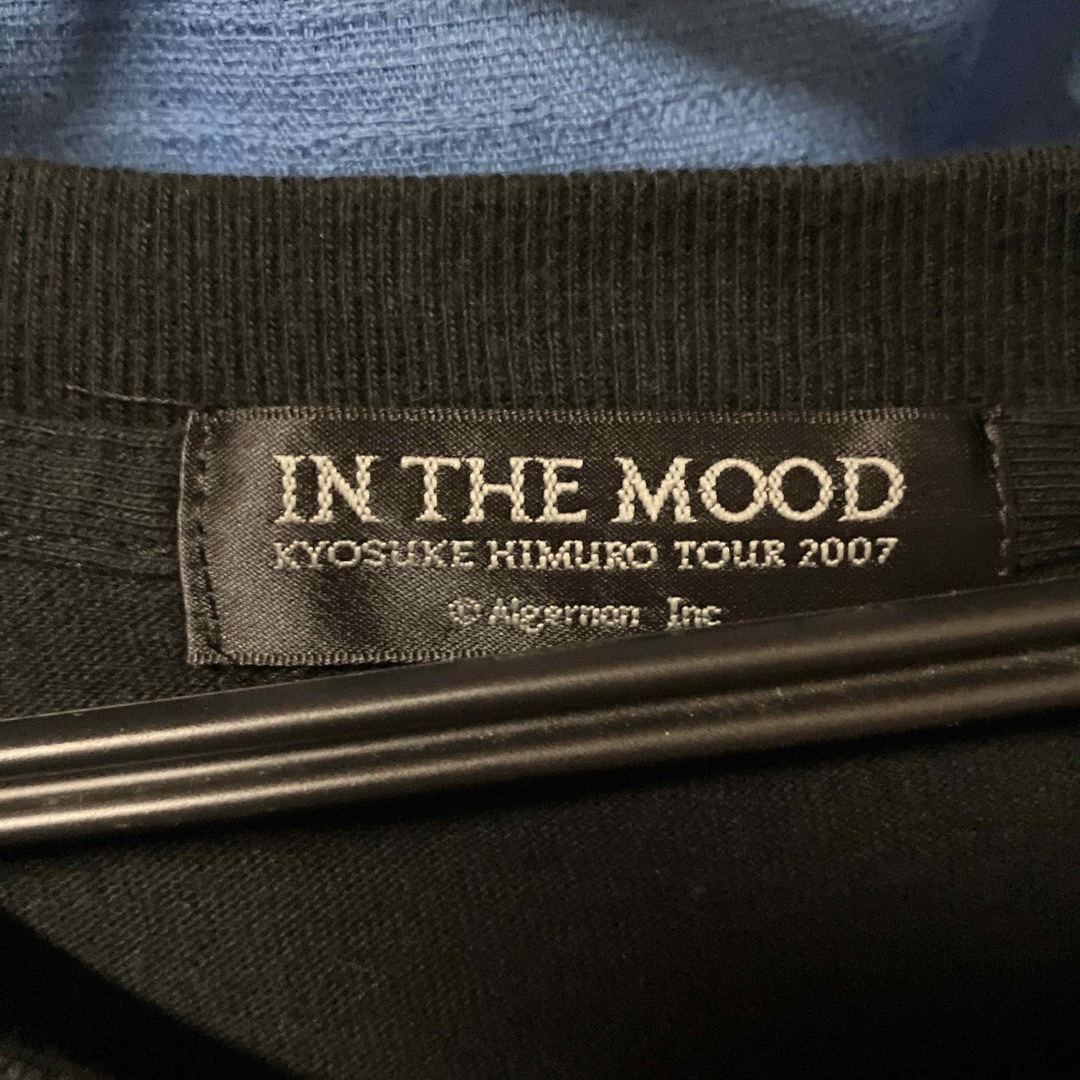 IN THE MOOD
KYOSUKE HIMURO TOUR 2007
© Algernon Inc